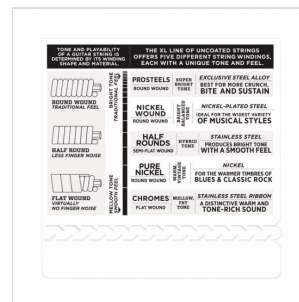 TONE AND PLAYABILITY
OF A GUITAR STRING IS
DETERMINED BY ITS WINDING
SHAPE AND MATERIAL.
ROUND WOUND
TRADITIONAL FEEL
HALF ROUND
LESS FINGER NOISE
FLAT WOUND
VIRTUALLY
NO FINGER NOISE
BRIGHT TONE
TRADITIONAL FEEL
MELLOW TONE
SMOOTH FEEL
THE XL LINE OF UNCOATED STRINGS
OFFERS FIVE DIFFERENT STRING WINDINGS,
EACH WITH A UNIQUE TONE AND FEEL.
PROSTEELS
ROUND WOUND
SUPER
BRIGHT
TONE
EXCLUSIVE STEEL ALLOY
BEST FOR MORE CRUNCH,
BITE AND SUSTAIN
NICKEL
WOUND
ROUND WOUND
BRIGHT
BALANCED
TONE
NICKEL-PLATED STEEL
IDEAL FOR THE WIDEST VARIETY
OF MUSICAL STYLES
HALF
ROUNDS
SEMI-FLAT WOUND
HYBRID
TONE
STAINLESS STEEL
PRODUCES BRIGHT TONE
WITH A SMOOTH FEEL
PURE
NICKEL
ROUND WOUND
WARM,
VINTAGE
TONE
NICKEL
FOR THE WARMER TIMBRES OF
BLUES & CLASSIC ROCK
CHROMES
FLAT WOUND
MELLOW,
FAT
TONE
STAINLESS STEEL RIBBON
A DISTINCTIVE WARM AND
TONE-RICH SOUND